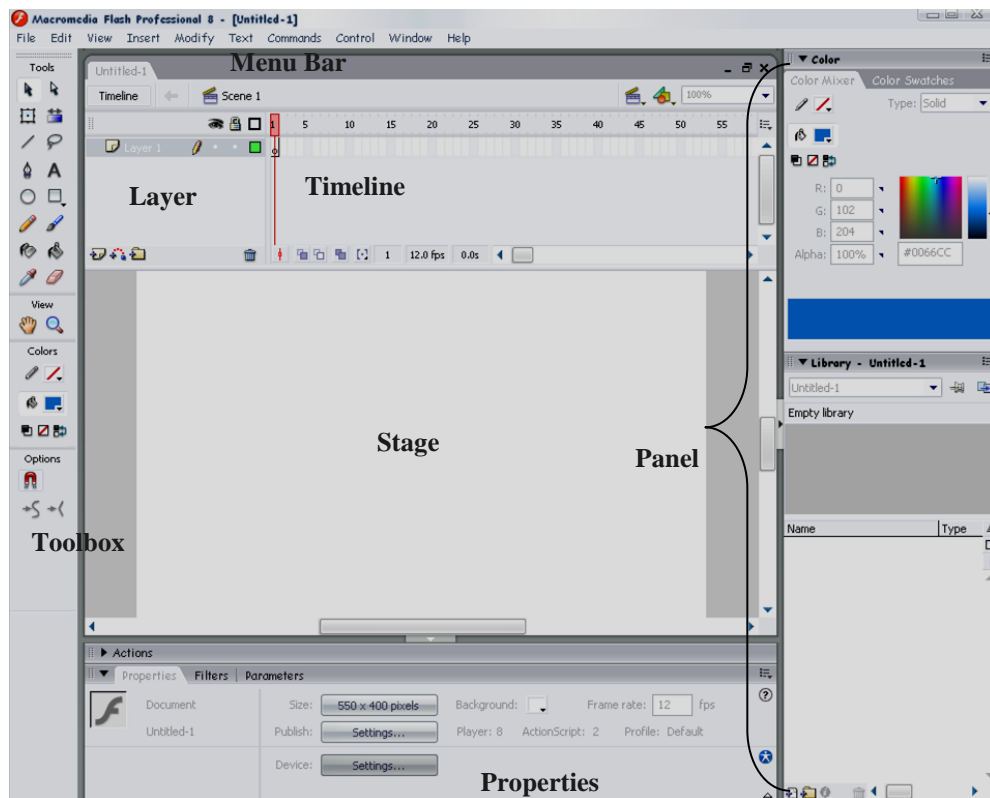 Macromedia Flash Professional 8 - [Untitled-1]
File Edit View Insert Modify Text Commands Control Window Help
Tools
Untitled-1
Menu Bar
Timeline
Scene 1
100%
1 5 10 15 20 25 30 35 40 45 50 55
Layer 1
Layer
Timeline
1 12.0 fps 0.0s
View
Colors
Options
Toolbox
Stage
Panel
Color
Color Mixer Color Swatches
Type: Solid
R: 0
G: 102
B: 204
Alpha: 100% #0066CC
Library - Untitled-1
Untitled-1
Empty library
Name Type
Actions
Properties Filters Parameters
Document Size: 550 x 400 pixels Background: Frame rate: 12 fps
Untitled-1 Publish: Settings... Player: 8 ActionScript: 2 Profile: Default
Device: Settings...
Properties